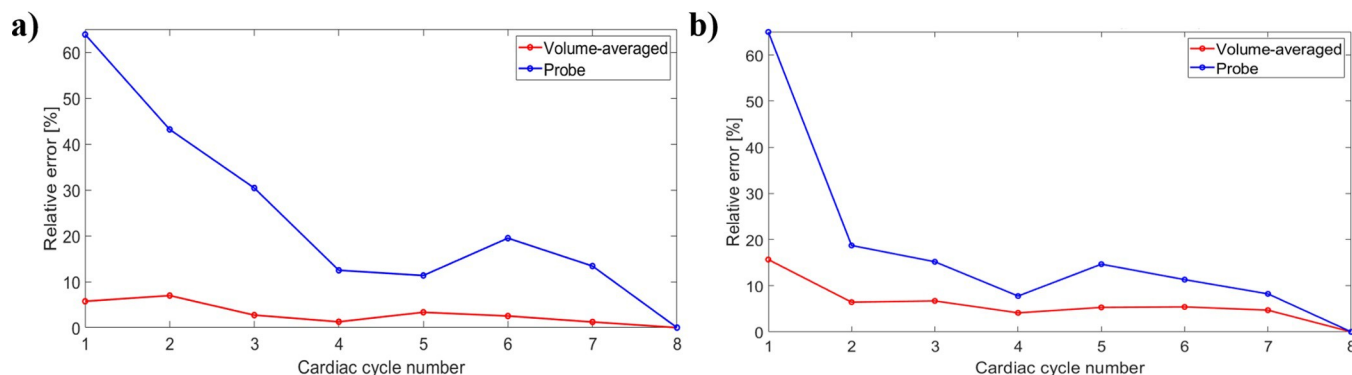 a)
Relative error [%]
60
50
40
30
20
10
0
Volume-averaged
Probe
1 2 3 4 5 6 7 8
Cardiac cycle number
b)
Relative error [%]
60
50
40
30
20
10
0
Volume-averaged
Probe
1 2 3 4 5 6 7 8
Cardiac cycle number